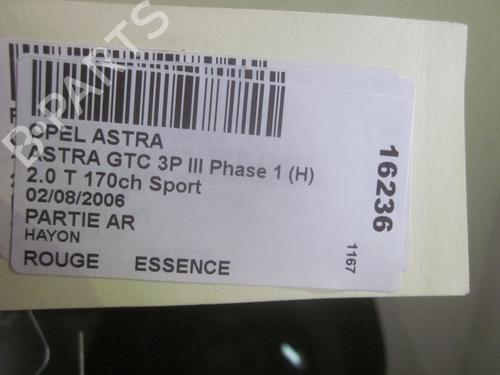 OPEL ASTRA
ASTRA GTC 3P III Phase 1 (H)
2.0 T 170ch Sport
02/08/2006
PARTIE AR
HAYON
ROUGE ESSENCE
16236
1167
B-PARTS